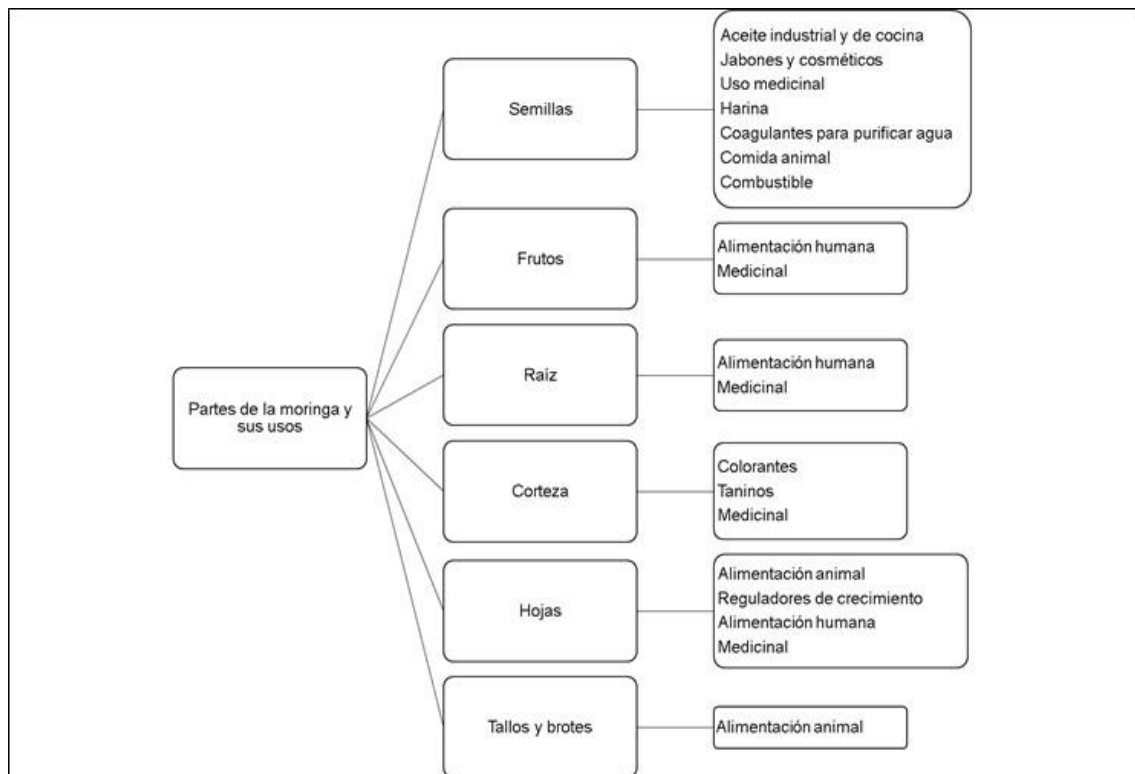 Partes de la moringa y
sus usos
Semillas
Aceite industrial y de cocina
Jabones y cosméticos
Uso medicinal
Harina
Coagulantes para purificar agua
Comida animal
Combustible
Frutos
Alimentación humana
Medicinal
Raíz
Alimentación humana
Medicinal
Corteza
Colorantes
Taninos
Medicinal
Hojas
Alimentación animal
Reguladores de crecimiento
Alimentación humana
Medicinal
Tallos y brotes
Alimentación animal